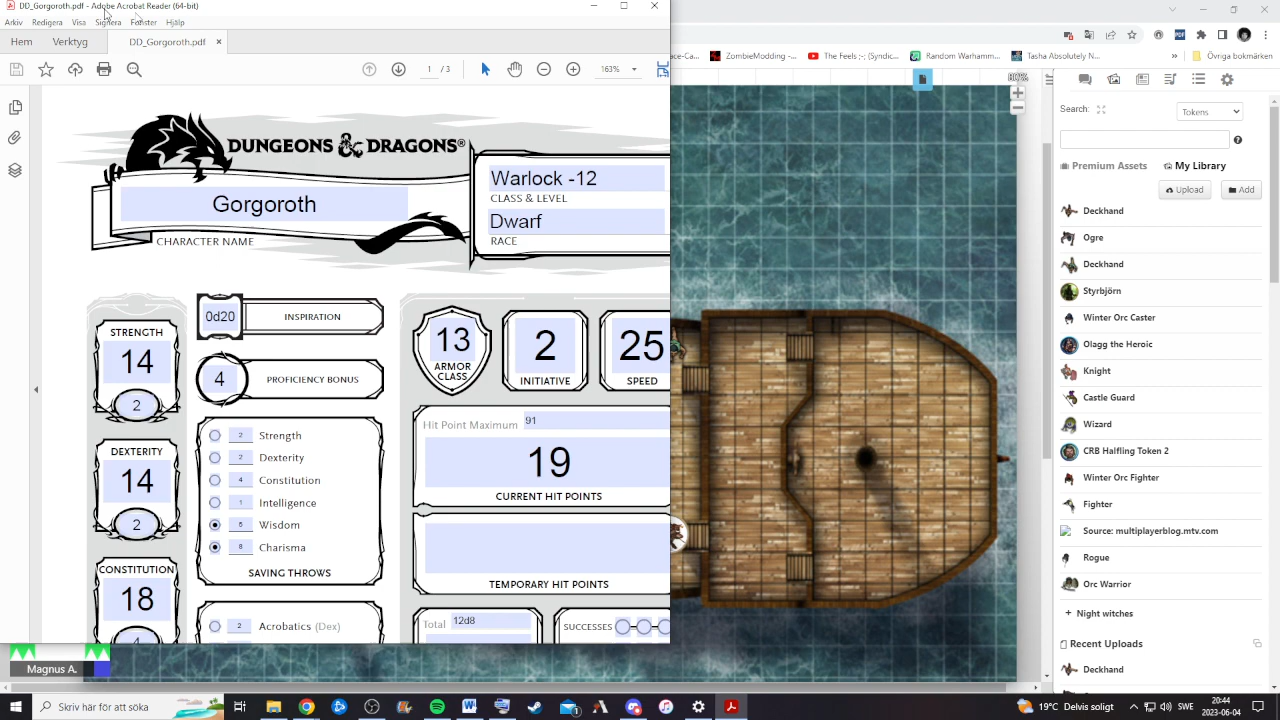 DD_Gorgoroth.pdf - Adobe Acrobat Reader (64-bit)
Arkiv Redigera Visa Signera Fönster Hjälp
Hem Verktyg DD_Gorgoroth.pdf ×
1 / 3 163%
DUNGEONS & DRAGONS®
Gorgoroth
CHARACTER NAME
Warlock -12
CLASS & LEVEL
Dwarf
RACE
STRENGTH
14
2
DEXTERITY
14
2
CONSTITUTION
18
4
0d20 INSPIRATION
4 PROFICIENCY BONUS
2 Strength
2 Dexterity
4 Constitution
1 Intelligence
5 Wisdom
8 Charisma
SAVING THROWS
2 Acrobatics (Dex)
13
ARMOR
CLASS
2
INITIATIVE
25
SPEED
Hit Point Maximum 91
19
CURRENT HIT POINTS
TEMPORARY HIT POINTS
Total 12d8
SUCCESSES
Magnus A.
ZombieModding -... The Feels ;-; (Syndic... Random Warhamm... Tasha Absolutely N... » Övriga bokmärken
PDF
Search: Tokens
Premium Assets My Library
Upload Add
Deckhand
Ogre
Deckhand
Styrbjörn
Winter Orc Caster
Olagg the Heroic
Knight
Castle Guard
Wizard
CRB Halfling Token 2
Winter Orc Fighter
Fighter
Source: multiplayerblog.mtv.com
Rogue
Orc Warrior
+ Night witches
Recent Uploads
Deckhand
Skriv här för att söka
19°C Delvis soligt SWE 20:44
2023-06-04